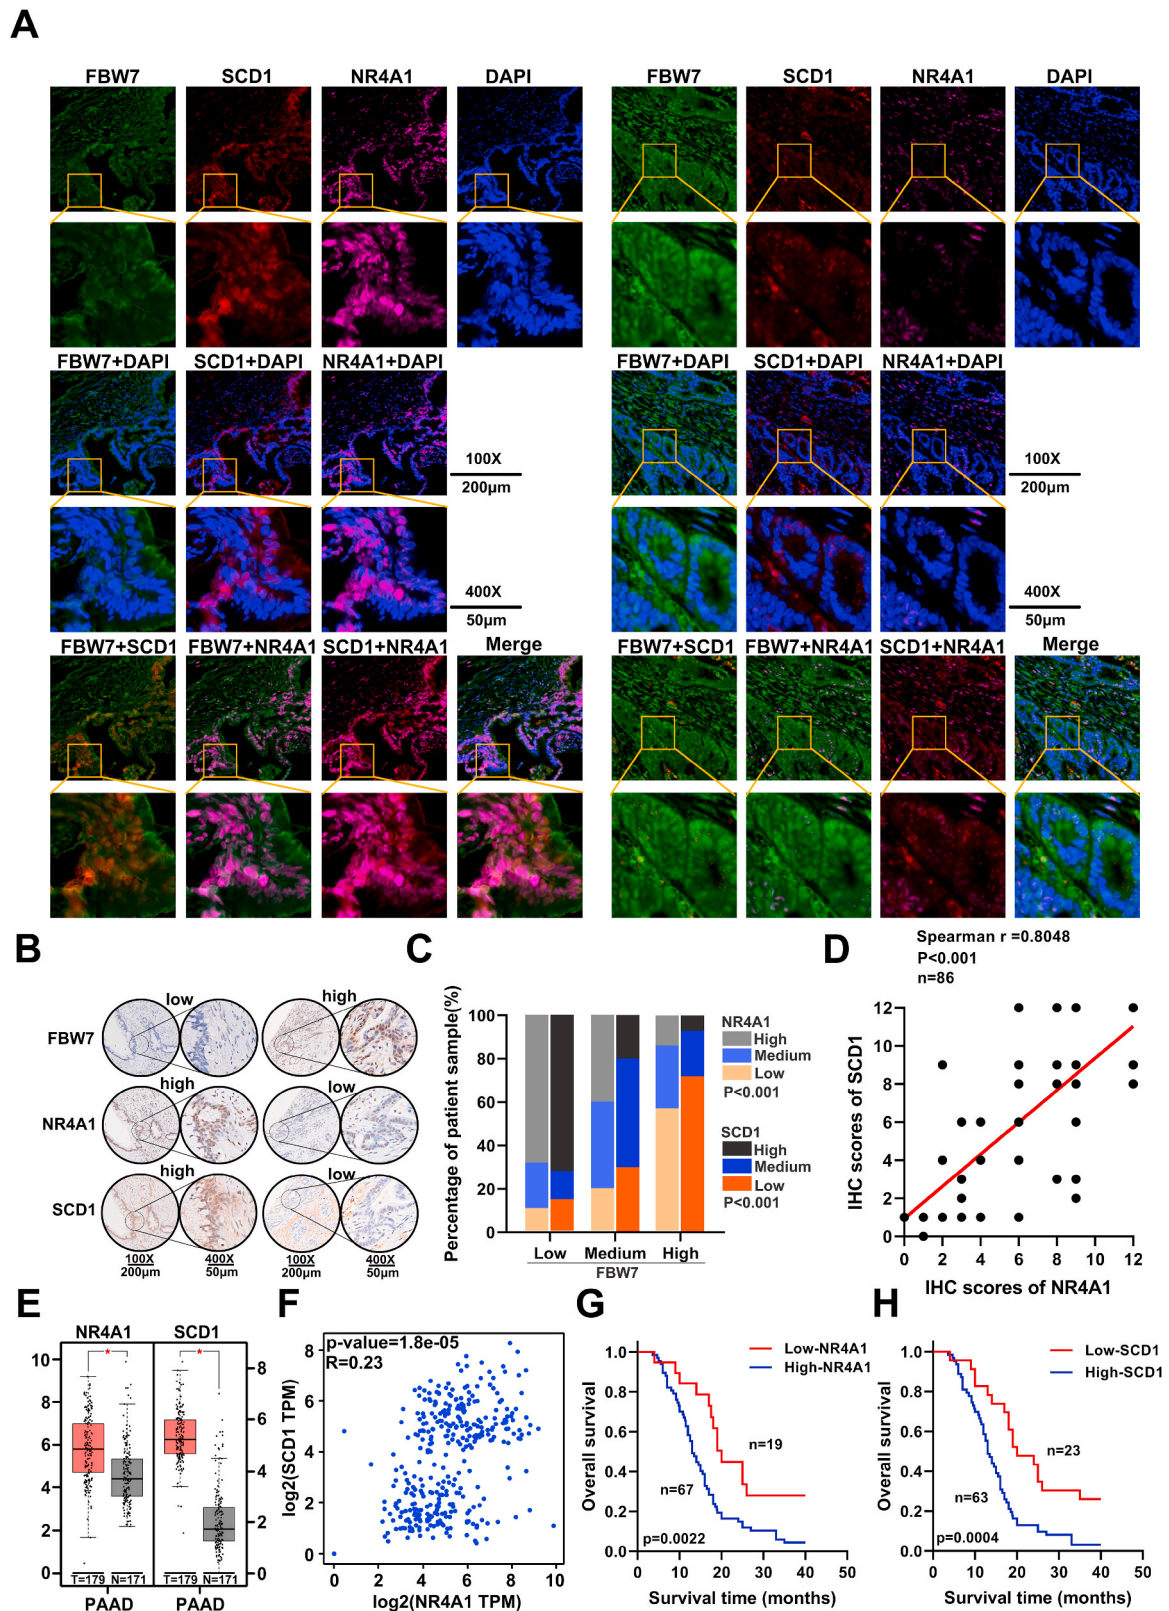 A
FBW7 SCD1 NR4A1 DAPI FBW7 SCD1 NR4A1 DAPI
FBW7+DAPI SCD1+DAPI NR4A1+DAPI FBW7+DAPI SCD1+DAPI NR4A1+DAPI
100X 100X
200μm 200μm
400X 400X
50μm 50μm
FBW7+SCD1 FBW7+NR4A1 SCD1+NR4A1 Merge FBW7+SCD1 FBW7+NR4A1 SCD1+NR4A1 Merge
B
low high
FBW7
high low
NR4A1
high low
SCD1
100X 400X 100X 400X
200μm 50μm 200μm 50μm
C
Percentage of patient sample(%)
100
80
60
40
20
0
Low Medium High
FBW7
NR4A1
High
Medium
Low
P<0.001
SCD1
High
Medium
Low
P<0.001
D
Spearman r =0.8048
P<0.001
n=86
IHC scores of SCD1
12
10
8
6
4
2
0
0 2 4 6 8 10 12
IHC scores of NR4A1
E
NR4A1 SCD1
10
8
6
4
2
0
8
6
4
2
0
* *
T=179 N=171 T=179 N=171
PAAD PAAD
F
p-value=1.8e-05
R=0.23
log2(SCD1 TPM)
8
6
4
2
0
0 2 4 6 8 10
log2(NR4A1 TPM)
G
Low-NR4A1
High-NR4A1
Overall survival
1.0
0.8
0.6
0.4
0.2
0.0
n=19
n=67
p=0.0022
0 10 20 30 40 50
Survival time (months)
H
Low-SCD1
High-SCD1
Overall survival
1.0
0.8
0.6
0.4
0.2
0.0
n=23
n=63
p=0.0004
0 10 20 30 40 50
Survival time (months)